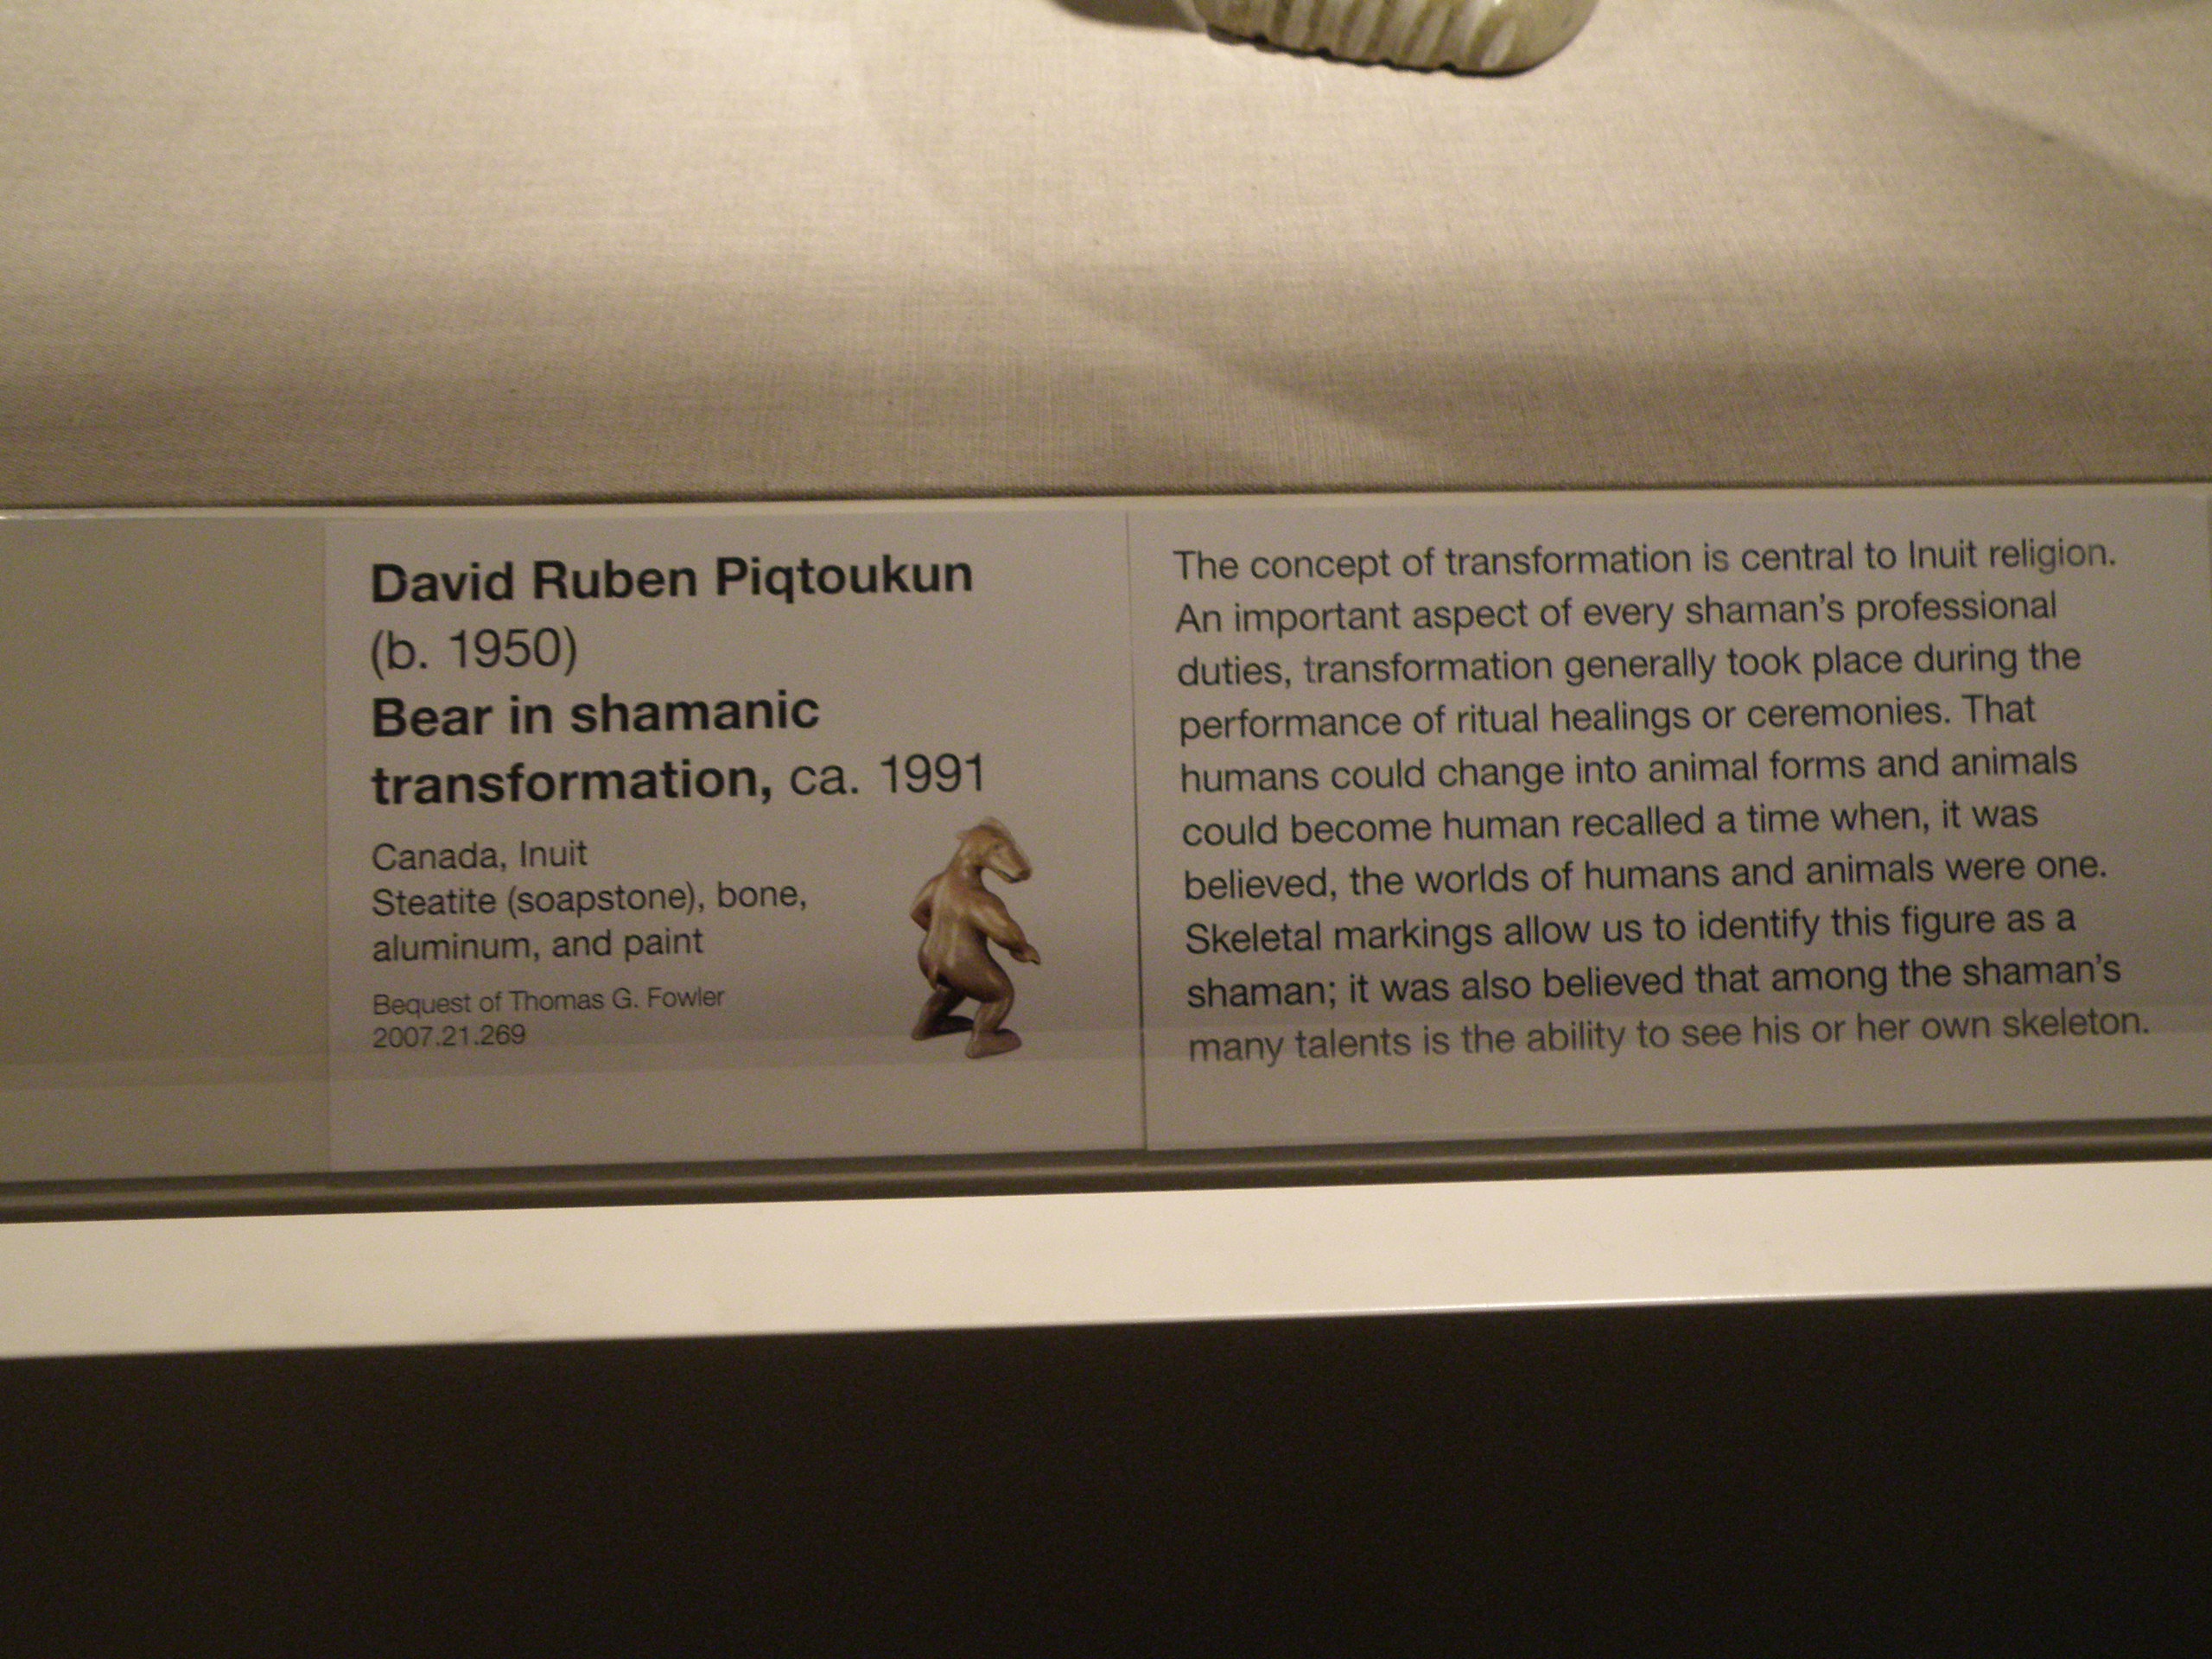 David Ruben Piqtoukun
(b. 1950)
Bear in shamanic
transformation, ca. 1991
Canada, Inuit
Steatite (soapstone), bone,
aluminum, and paint
Bequest of Thomas G. Fowler
2007.21.269
The concept of transformation is central to Inuit religion.
An important aspect of every shaman's professional
duties, transformation generally took place during the
performance of ritual healings or ceremonies. That
humans could change into animal forms and animals
could become human recalled a time when, it was
believed, the worlds of humans and animals were one.
Skeletal markings allow us to identify this figure as a
shaman; it was also believed that among the shaman's
many talents is the ability to see his or her own skeleton.